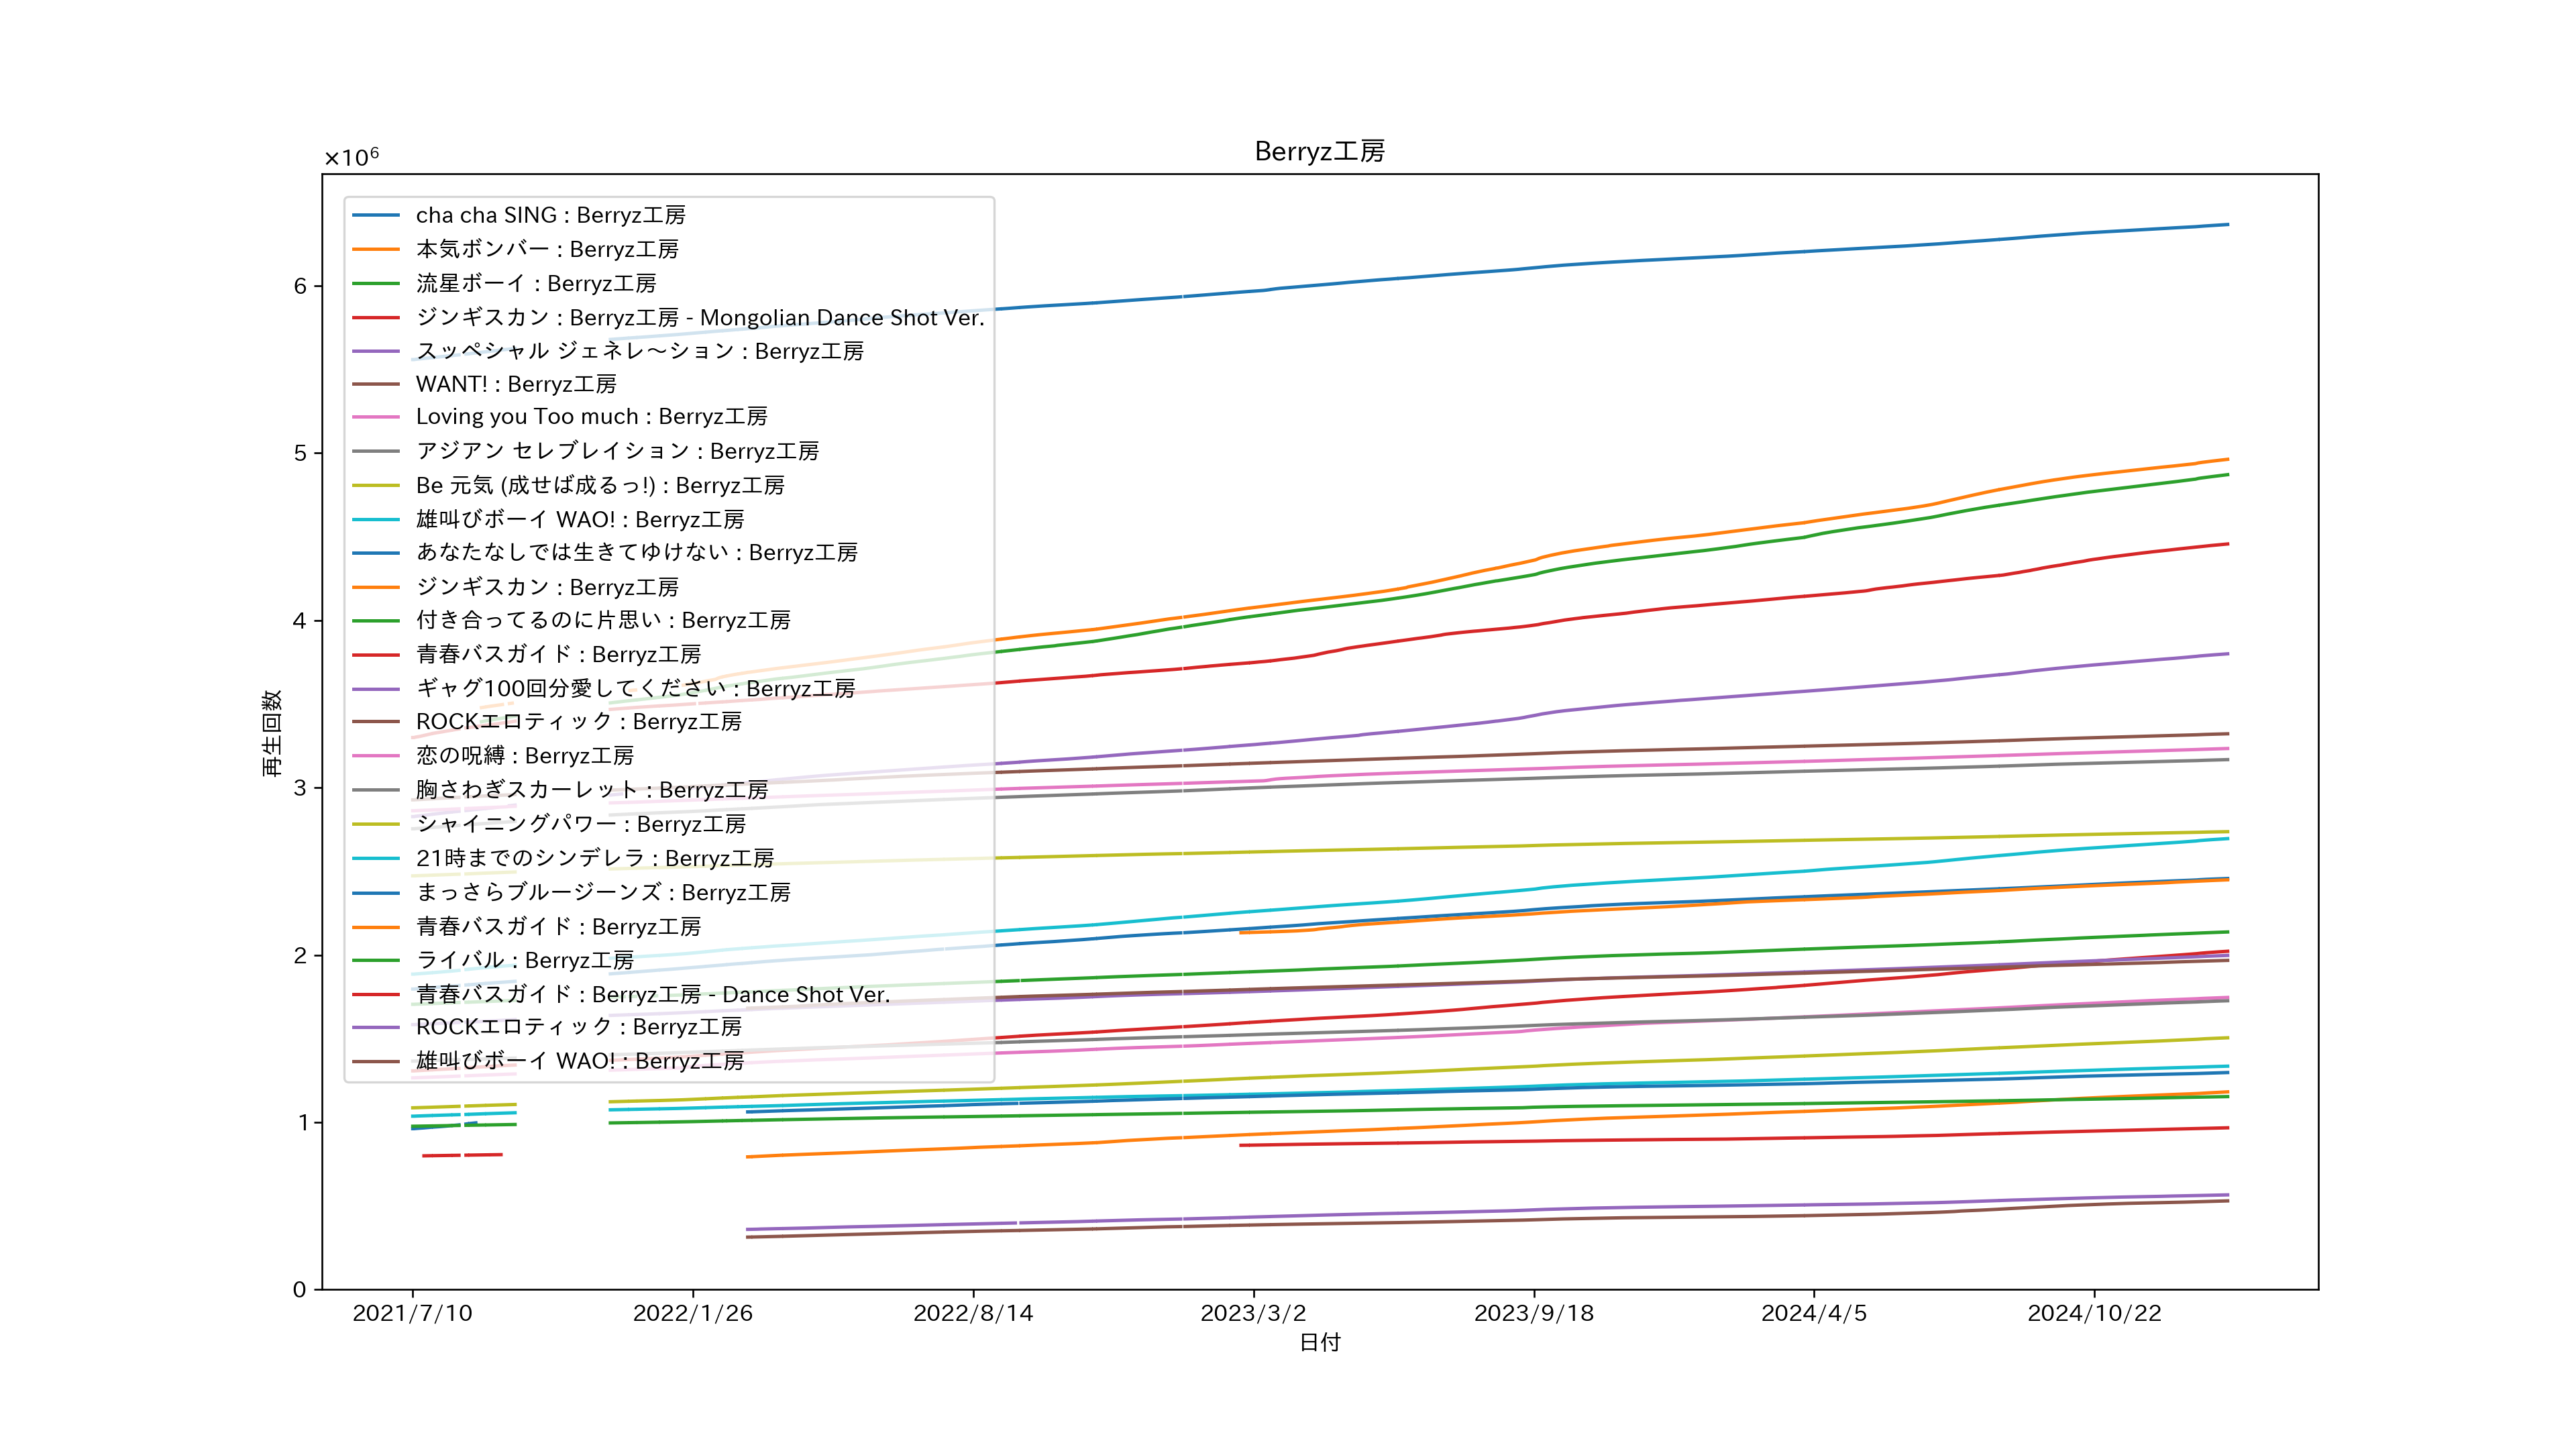 Berryz工房
×10⁶
cha cha SING : Berryz工房
本気ボンバー : Berryz工房
流星ボーイ : Berryz工房
ジンギスカン : Berryz工房 - Mongolian Dance Shot Ver.
スッペシャル ジェネレ～ション : Berryz工房
WANT! : Berryz工房
Loving you Too much : Berryz工房
アジアン セレブレイション : Berryz工房
Be 元気 (成せば成るっ!) : Berryz工房
雄叫びボーイ WAO! : Berryz工房
あなたなしでは生きてゆけない : Berryz工房
ジンギスカン : Berryz工房
付き合ってるのに片思い : Berryz工房
青春バスガイド : Berryz工房
ギャグ100回分愛してください : Berryz工房
ROCKエロティック : Berryz工房
恋の呪縛 : Berryz工房
胸さわぎスカーレット : Berryz工房
シャイニングパワー : Berryz工房
21時までのシンデレラ : Berryz工房
まっさらブルージーンズ : Berryz工房
青春バスガイド : Berryz工房
ライバル : Berryz工房
青春バスガイド : Berryz工房 - Dance Shot Ver.
ROCKエロティック : Berryz工房
雄叫びボーイ WAO! : Berryz工房
6
5
4
3
2
1
0
再生回数
2021/7/10 2022/1/26 2022/8/14 2023/3/2 2023/9/18 2024/4/5 2024/10/22
日付